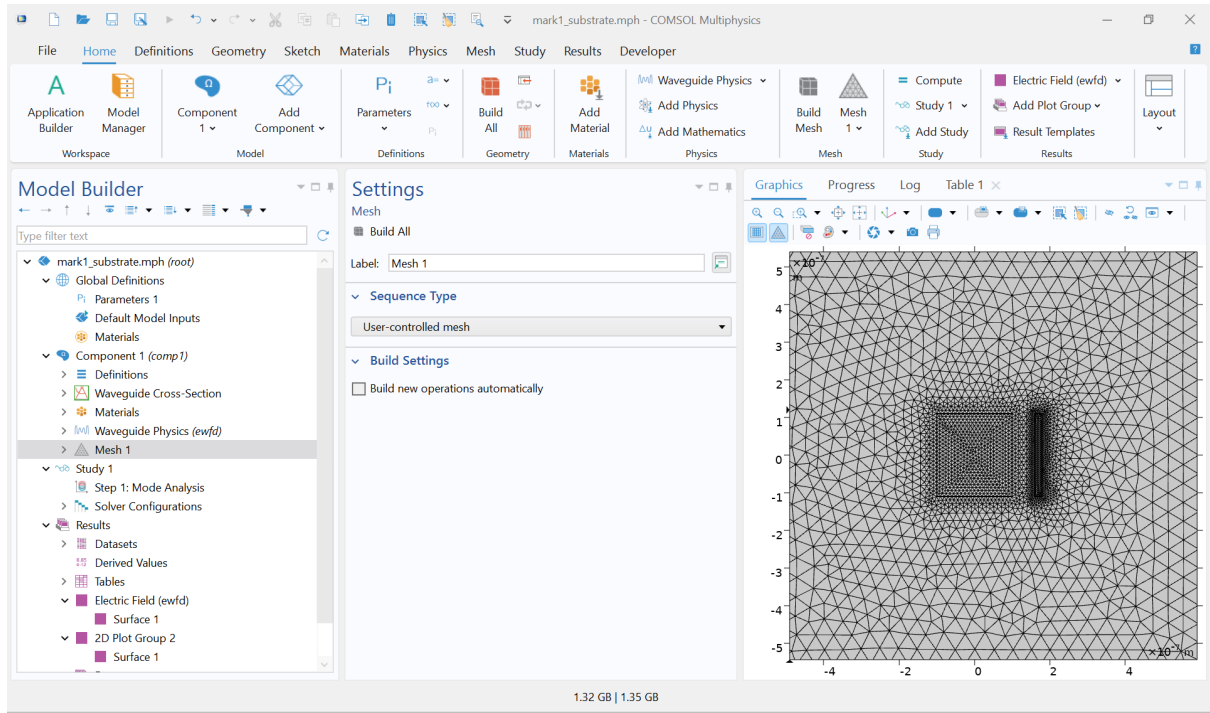 mark1_substrate.mph - COMSOL Multiphysics
File Home Definitions Geometry Sketch Materials Physics Mesh Study Results Developer
Application Builder
Model Manager
Workspace
Component 1
Add Component
Model
Parameters
a=
f(x)
Pi
Definitions
Build All
Geometry
Add Material
Materials
Waveguide Physics
Add Physics
Add Mathematics
Physics
Build Mesh
Mesh 1
Mesh
Compute
Study 1
Add Study
Study
Electric Field (ewfd)
Add Plot Group
Result Templates
Results
Layout
Model Builder
Type filter text
mark1_substrate.mph (root)
Global Definitions
Parameters 1
Default Model Inputs
Materials
Component 1 (comp1)
Definitions
Waveguide Cross-Section
Materials
Waveguide Physics (ewfd)
Mesh 1
Study 1
Step 1: Mode Analysis
Solver Configurations
Results
Datasets
Derived Values
Tables
Electric Field (ewfd)
Surface 1
2D Plot Group 2
Surface 1
Settings
Mesh
Build All
Label: Mesh 1
Sequence Type
User-controlled mesh
Build Settings
Build new operations automatically
Graphics Progress Log Table 1
×10⁻⁷
m
5
4
3
2
1
0
-1
-2
-3
-4
-5
×10⁻⁷ m
-4 -2 0 2 4
1.32 GB | 1.35 GB